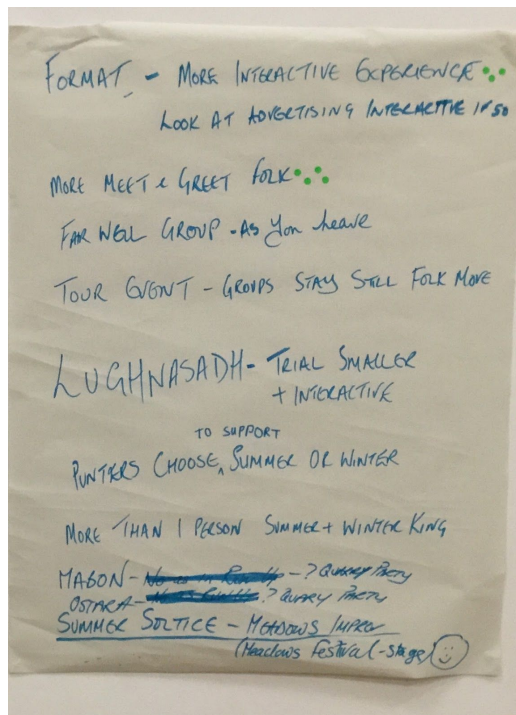 FORMAT - MORE INTERACTIVE EXPERIENCE
LOOK AT ADVERTISING INTERACTIVE IF SO
MORE MEET & GREET FOLK
FAIR WELL GROUP - AS You Leave
TOUR EVENT - GROUPS STAY STILL FOLK MOVE
LUGHNASADH - TRIAL SMALLER
+ INTERACTIVE
TO SUPPORT
PUNTERS CHOOSE ^ SUMMER OR WINTER
MORE THAN 1 PERSON SUMMER + WINTER KING
MABON - - ? QUARRY PARTY
OSTARA - ? QUARRY PARTY
SUMMER SOLTICE - MEADOWS IMPRO
(Meadows Festival - stage)